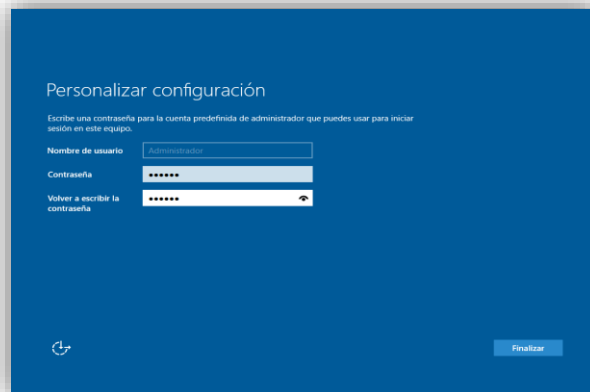 Personalizar configuración
Escribe una contraseña para la cuenta predefinida de administrador que puedes usar para iniciar
sesión en este equipo.
Nombre de usuario Administrador
Contraseña ••••••
Volver a escribir la ••••••
contraseña
Finalizar